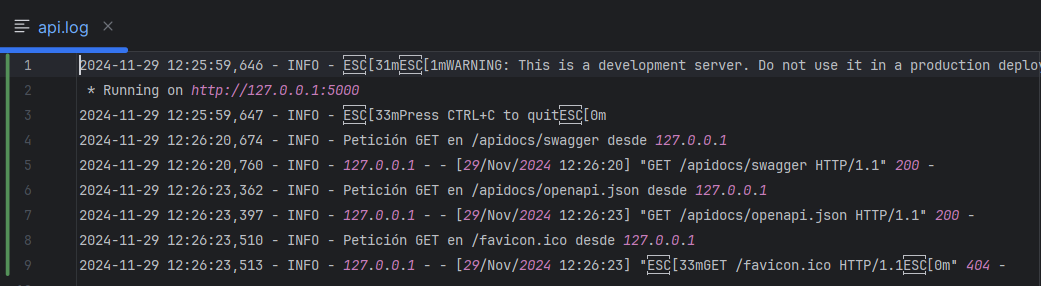 api.log
1 2024-11-29 12:25:59,646 - INFO - ESC[31mESC[1mWARNING: This is a development server. Do not use it in a production deploy
2  * Running on http://127.0.0.1:5000
3 2024-11-29 12:25:59,647 - INFO - ESC[33mPress CTRL+C to quitESC[0m
4 2024-11-29 12:26:20,674 - INFO - Petición GET en /apidocs/swagger desde 127.0.0.1
5 2024-11-29 12:26:20,760 - INFO - 127.0.0.1 - - [29/Nov/2024 12:26:20] "GET /apidocs/swagger HTTP/1.1" 200 -
6 2024-11-29 12:26:23,362 - INFO - Petición GET en /apidocs/openapi.json desde 127.0.0.1
7 2024-11-29 12:26:23,397 - INFO - 127.0.0.1 - - [29/Nov/2024 12:26:23] "GET /apidocs/openapi.json HTTP/1.1" 200 -
8 2024-11-29 12:26:23,510 - INFO - Petición GET en /favicon.ico desde 127.0.0.1
9 2024-11-29 12:26:23,513 - INFO - 127.0.0.1 - - [29/Nov/2024 12:26:23] "ESC[33mGET /favicon.ico HTTP/1.1ESC[0m" 404 -